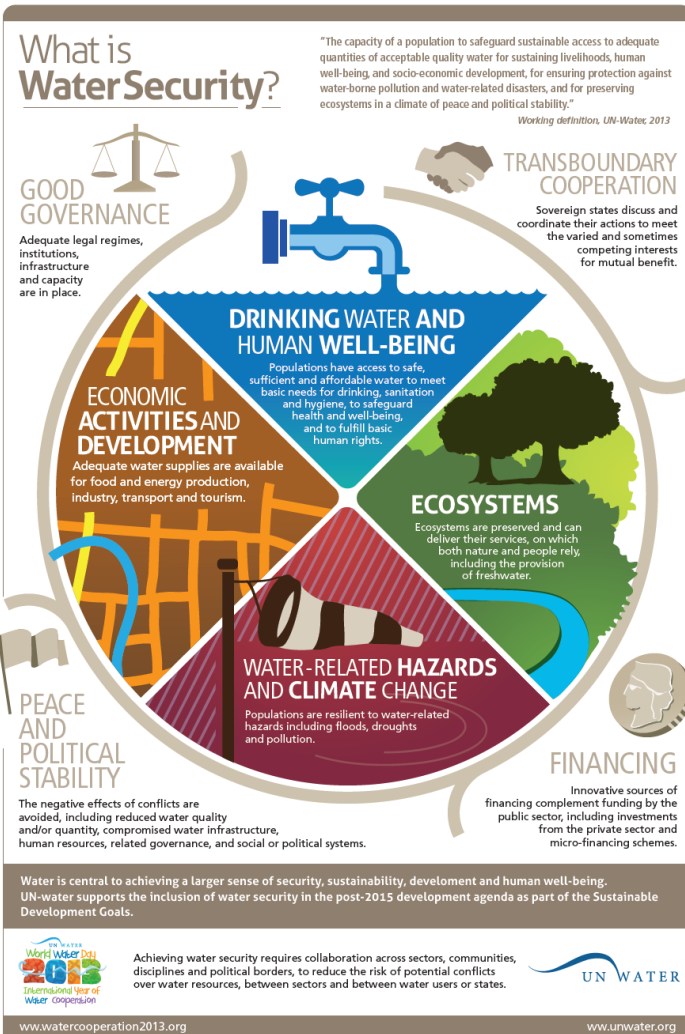 What is
Water Security?
"The capacity of a population to safeguard sustainable access to adequate
quantities of acceptable quality water for sustaining livelihoods, human
well-being, and socio-economic development, for ensuring protection against
water-borne pollution and water-related disasters, and for preserving
ecosystems in a climate of peace and political stability."
Working definition, UN-Water, 2013
GOOD
GOVERNANCE
Adequate legal regimes,
institutions,
infrastructure
and capacity
are in place.
TRANSBOUNDARY
COOPERATION
Sovereign states discuss and
coordinate their actions to meet
the varied and sometimes
competing interests
for mutual benefit.
DRINKING WATER AND
HUMAN WELL-BEING
Populations have access to safe,
sufficient and affordable water to meet
basic needs for drinking, sanitation
and hygiene, to safeguard
health and well-being,
and to fulfill basic
human rights.
ECONOMIC
ACTIVITIES AND
DEVELOPMENT
Adequate water supplies are available
for food and energy production,
industry, transport and tourism.
ECOSYSTEMS
Ecosystems are preserved and can
deliver their services, on which
both nature and people rely,
including the provision
of freshwater.
WATER-RELATED HAZARDS
AND CLIMATE CHANGE
Populations are resilient to water-related
hazards including floods, droughts
and pollution.
PEACE
AND
POLITICAL
STABILITY
The negative effects of conflicts are
avoided, including reduced water quality
and/or quantity, compromised water infrastructure,
human resources, related governance, and social or political systems.
FINANCING
Innovative sources of
financing complement funding by the
public sector, including investments
from the private sector and
micro-financing schemes.
Water is central to achieving a larger sense of security, sustainability, develoment and human well-being.
UN-water supports the inclusion of water security in the post-2015 development agenda as part of the Sustainable
Development Goals.
UN WATER
World Water Day
2013
International Year of
Water Cooperation
Achieving water security requires collaboration across sectors, communities,
disciplines and political borders, to reduce the risk of potential conflicts
over water resources, between sectors and between water users or states.
UN WATER
www.watercooperation2013.org
ww.unwater.org